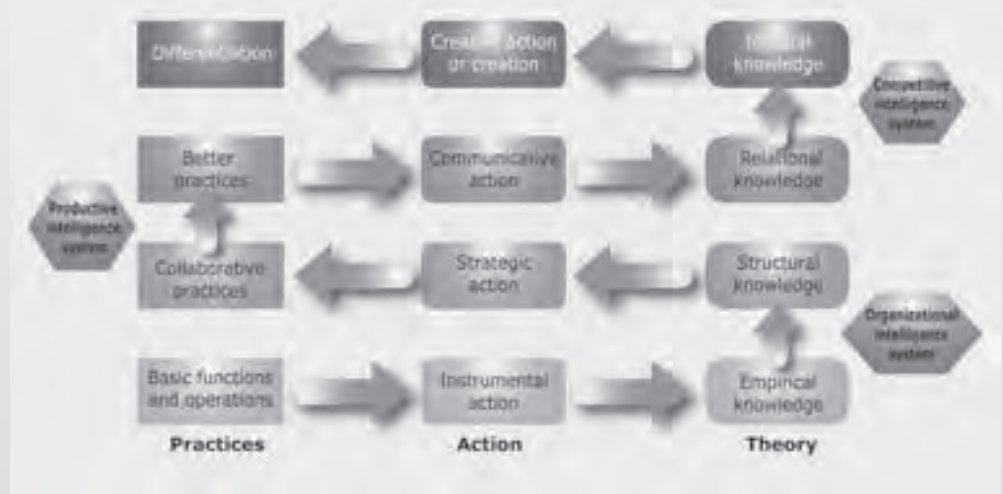 Differentiation
Creative action
or creation
knowledge
Competitive
intelligence
system
Better
practices
Communicative
action
Relational
knowledge
Productive
intelligence
system
Collaborative
practices
Strategic
action
Structural
knowledge
Organizational
intelligence
system
Basic functions
and operations
Instrumental
action
Empirical
knowledge
Practices
Action
Theory